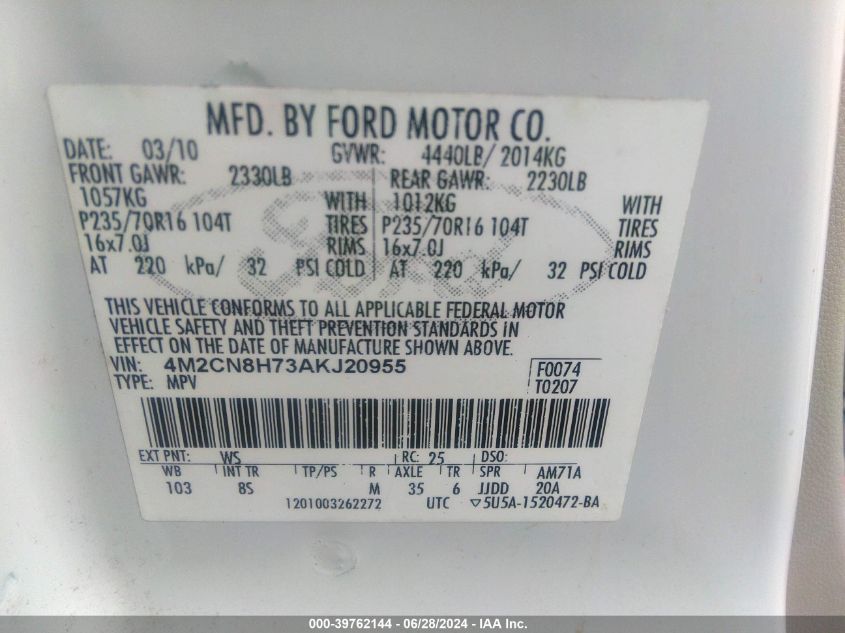 MFD. BY FORD MOTOR CO.
DATE: 03/10 GVWR: 4440LB/ 2014KG
FRONT GAWR: 2330LB REAR GAWR: 2230LB
1057KG WITH 1012KG WITH
P235/70R16 104T TIRES P235/70R16 104T TIRES
16x7.0J RIMS 16x7.0J RIMS
AT 220 kPa/ 32 PSI COLD AT 220 kPa/ 32 PSI COLD
Ford
THIS VEHICLE CONFORMS TO ALL APPLICABLE FEDERAL MOTOR
VEHICLE SAFETY AND THEFT PREVENTION STANDARDS IN
EFFECT ON THE DATE OF MANUFACTURE SHOWN ABOVE.
VIN: 4M2CN8H73AKJ20955 F0074
TYPE: MPV T0207
EXT PNT: WS RC: 25 DSO:
WB INT TR TP/PS R AXLE TR SPR AM71A
103 8S M 35 6 JJDD 20A
1201003262272 UTC ▽5U5A-1520472-BA
000-39762144 - 06/28/2024 - IAA Inc.